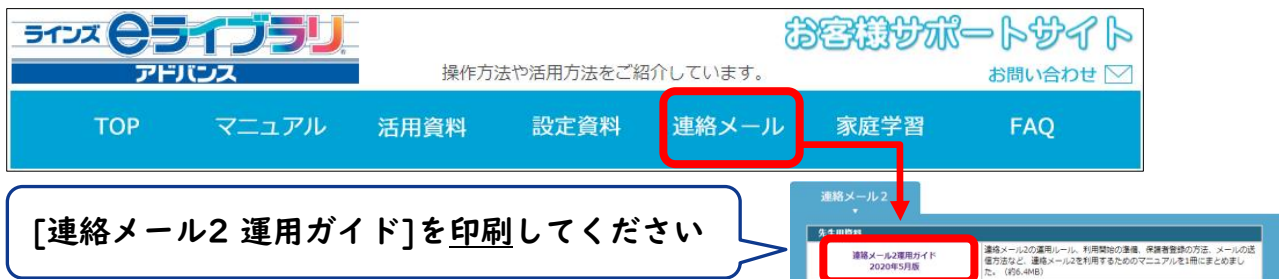 ラインズ eライブラリ
アドバンス
お客様サポートサイト
操作方法や活用方法をご紹介しています。
お問い合わせ
TOP マニュアル 活用資料 設定資料 連絡メール 家庭学習 FAQ
[連絡メール2 運用ガイド]を印刷してください
連絡メール2
先生用資料
連絡メール2運用ガイド
2020年5月版
連絡メール2の運用ルール、利用開始の準備、保護者登録の方法、メールの送
信方法など、連絡メール2を利用するためのマニュアルを1冊にまとめまし
た。(約6.4MB)